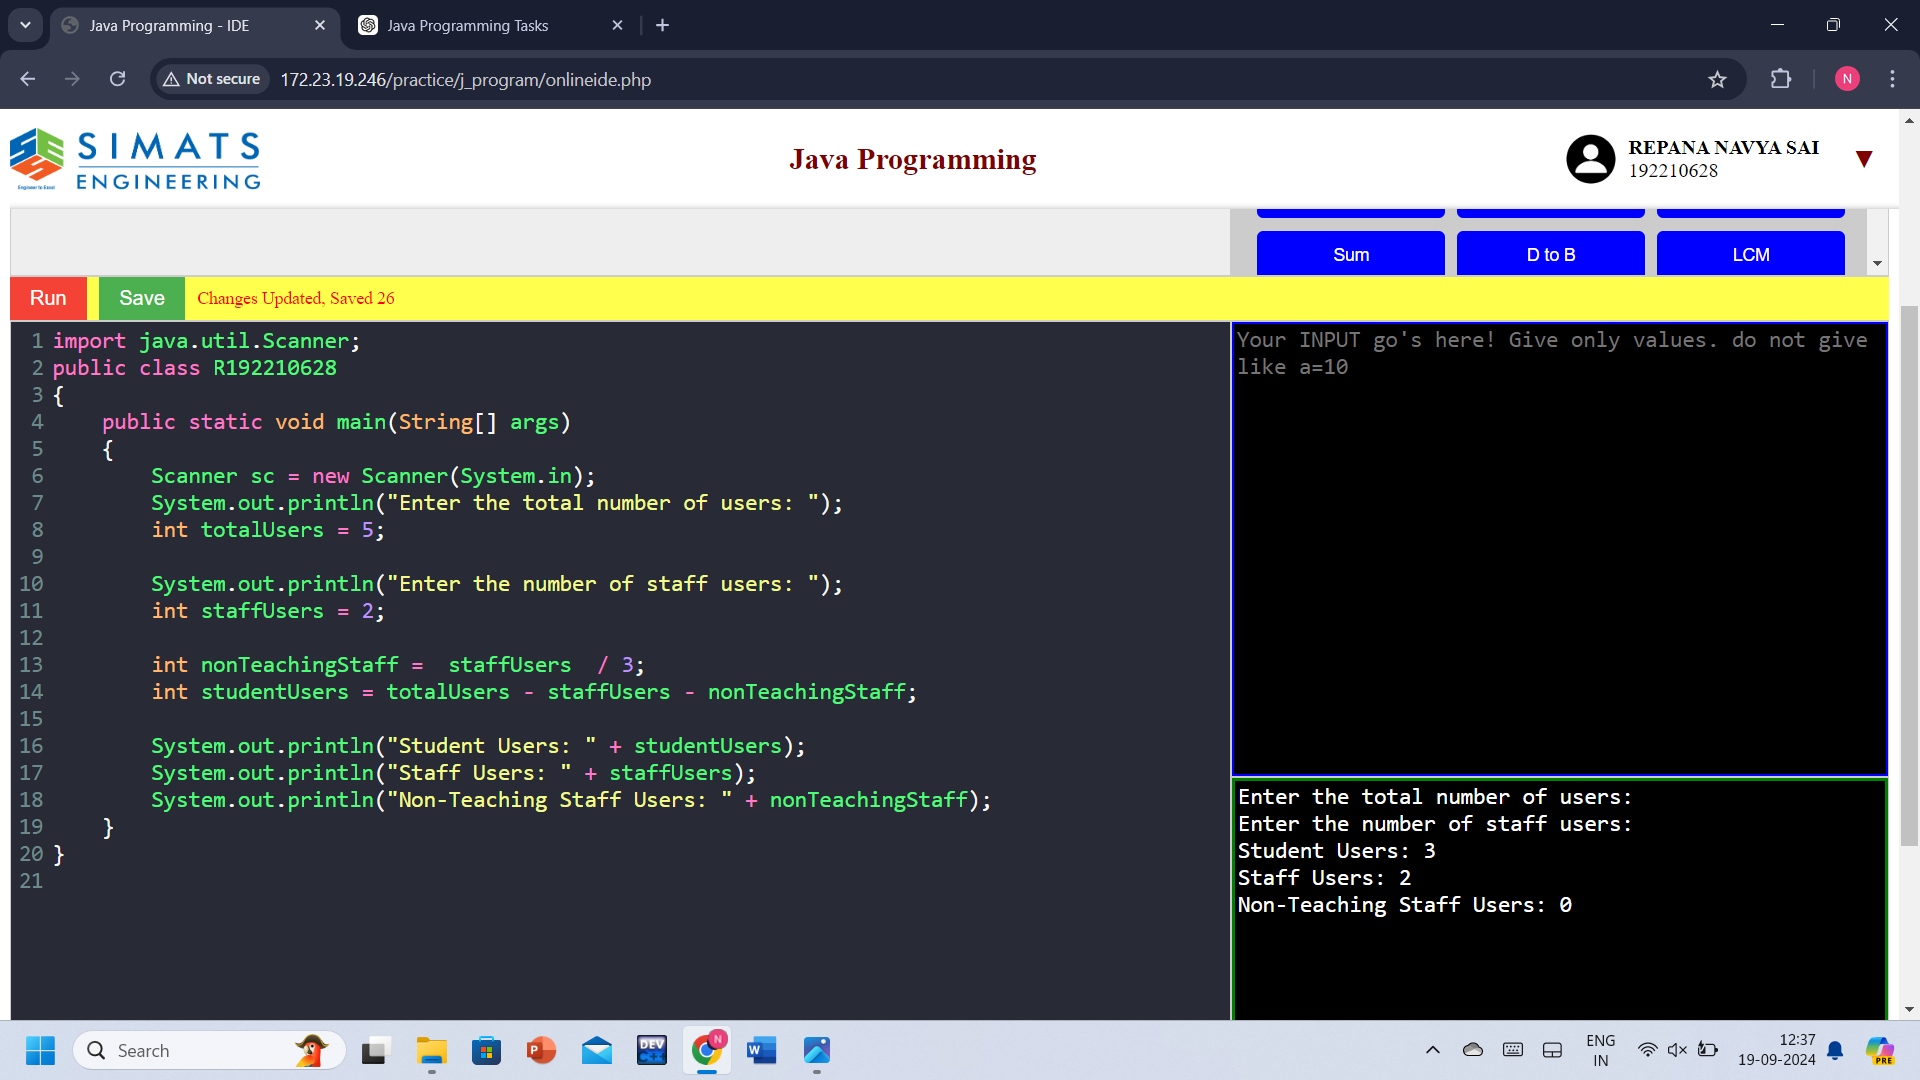 Java Programming - IDE
Java Programming Tasks
Not secure
172.23.19.246/practice/j_program/onlineide.php
N
SIMATS
ENGINEERING
Engineer to Excel
Java Programming
REPANA NAVYA SAI
192210628
Sum
D to B
LCM
Run
Save
Changes Updated, Saved 26
1 import java.util.Scanner;
2 public class R192210628
3 {
4     public static void main(String[] args)
5     {
6         Scanner sc = new Scanner(System.in);
7         System.out.println("Enter the total number of users: ");
8         int totalUsers = 5;
9
10         System.out.println("Enter the number of staff users: ");
11         int staffUsers = 2;
12
13         int nonTeachingStaff =  staffUsers  / 3;
14         int studentUsers = totalUsers - staffUsers - nonTeachingStaff;
15
16         System.out.println("Student Users: " + studentUsers);
17         System.out.println("Staff Users: " + staffUsers);
18         System.out.println("Non-Teaching Staff Users: " + nonTeachingStaff);
19     }
20 }
21
Your INPUT go's here! Give only values. do not give
like a=10
Enter the total number of users:
Enter the number of staff users:
Student Users: 3
Staff Users: 2
Non-Teaching Staff Users: 0
Search
P
DEV
C++
N
W
ENG
IN
12:37
19-09-2024
PRE